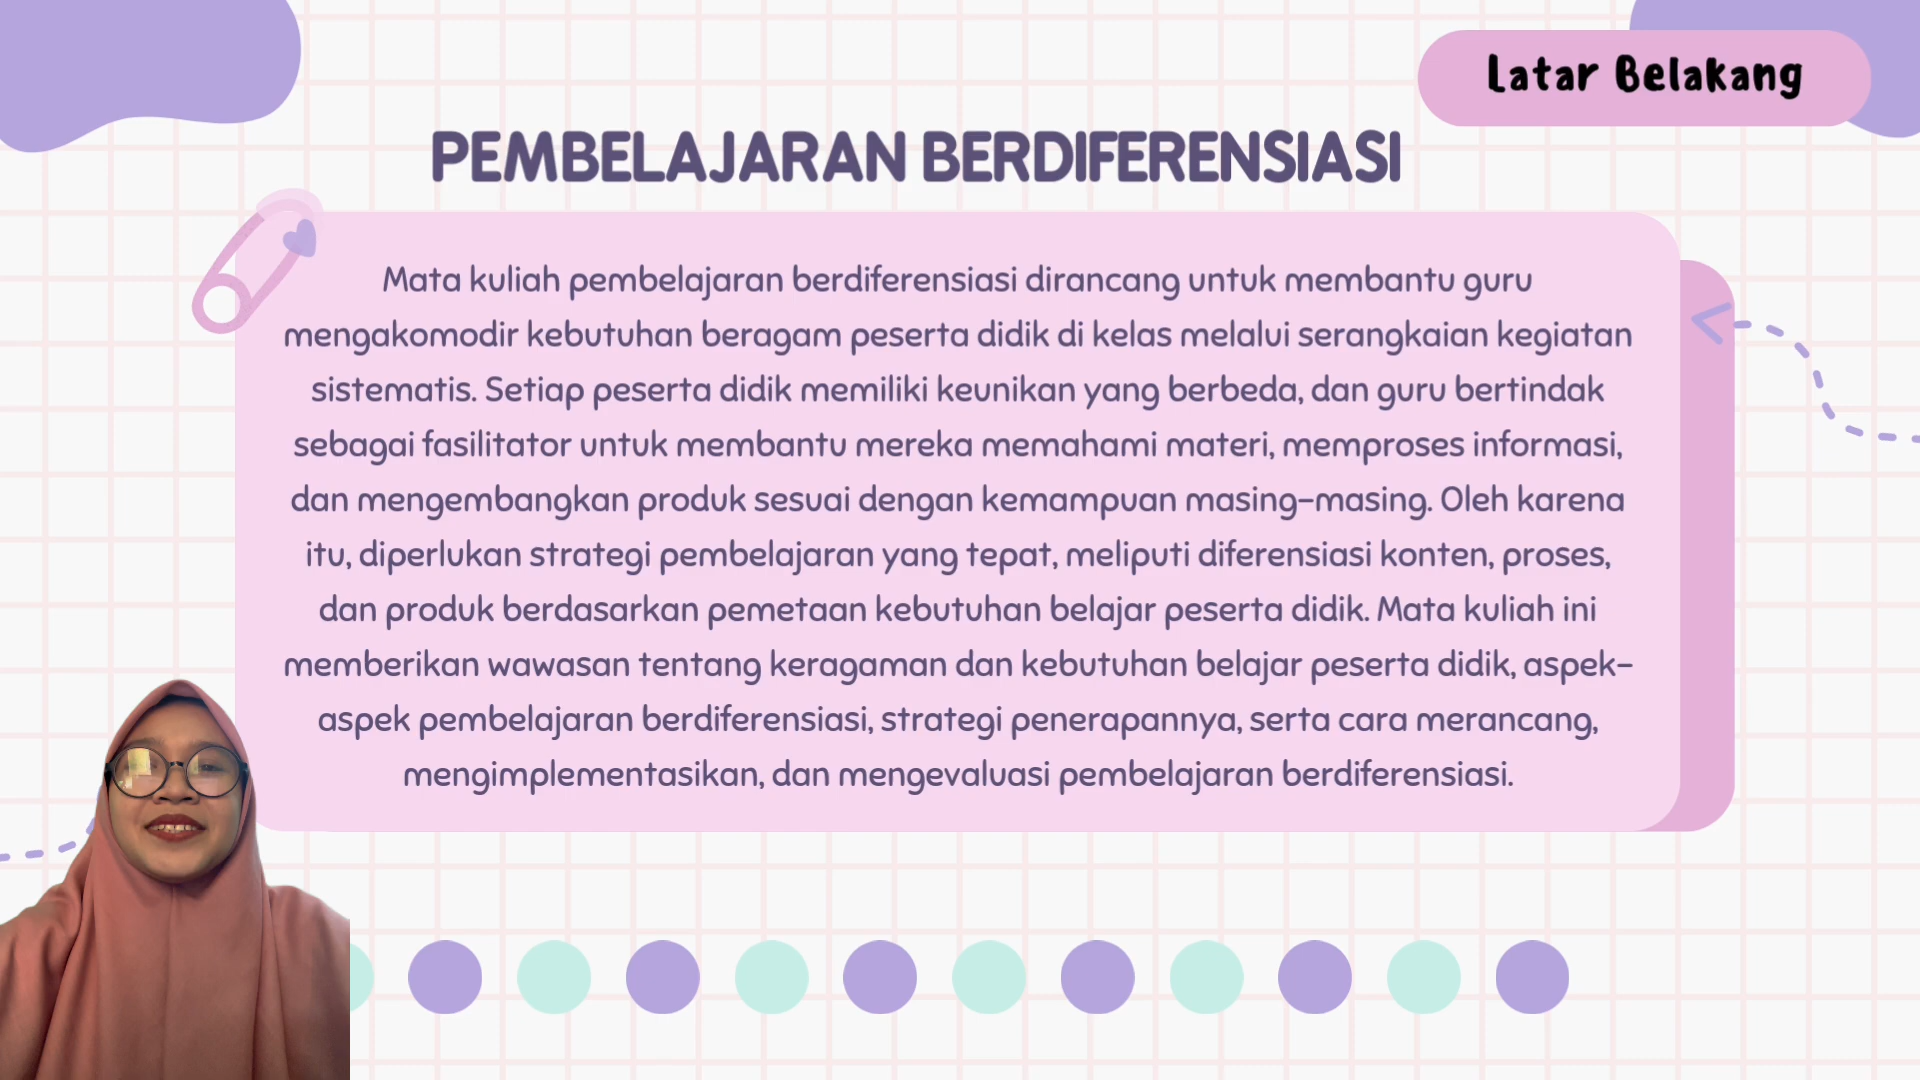 Latar Belakang
PEMBELAJARAN BERDIFERENSIASI
Mata kuliah pembelajaran berdiferensiasi dirancang untuk membantu guru
mengakomodir kebutuhan beragam peserta didik di kelas melalui serangkaian kegiatan
sistematis. Setiap peserta didik memiliki keunikan yang berbeda, dan guru bertindak
sebagai fasilitator untuk membantu mereka memahami materi, memproses informasi,
dan mengembangkan produk sesuai dengan kemampuan masing-masing. Oleh karena
itu, diperlukan strategi pembelajaran yang tepat, meliputi diferensiasi konten, proses,
dan produk berdasarkan pemetaan kebutuhan belajar peserta didik. Mata kuliah ini
memberikan wawasan tentang keragaman dan kebutuhan belajar peserta didik, aspek-
aspek pembelajaran berdiferensiasi, strategi penerapannya, serta cara merancang,
mengimplementasikan, dan mengevaluasi pembelajaran berdiferensiasi.